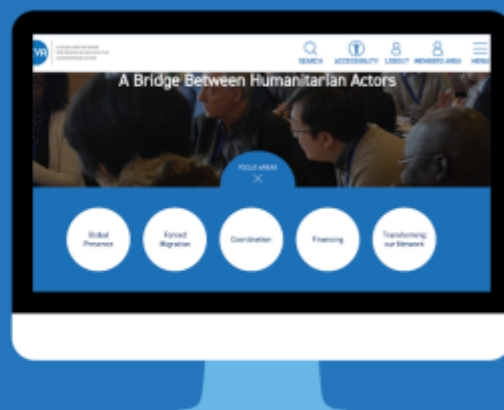 SEARCH ACCESSIBILITY LOGOUT MEMBERS AREA MENU
A Bridge Between Humanitarian Actors
FOCUS AREAS
Global
Presence
Forced
Migration
Coordination
Financing
Transforming
our Network